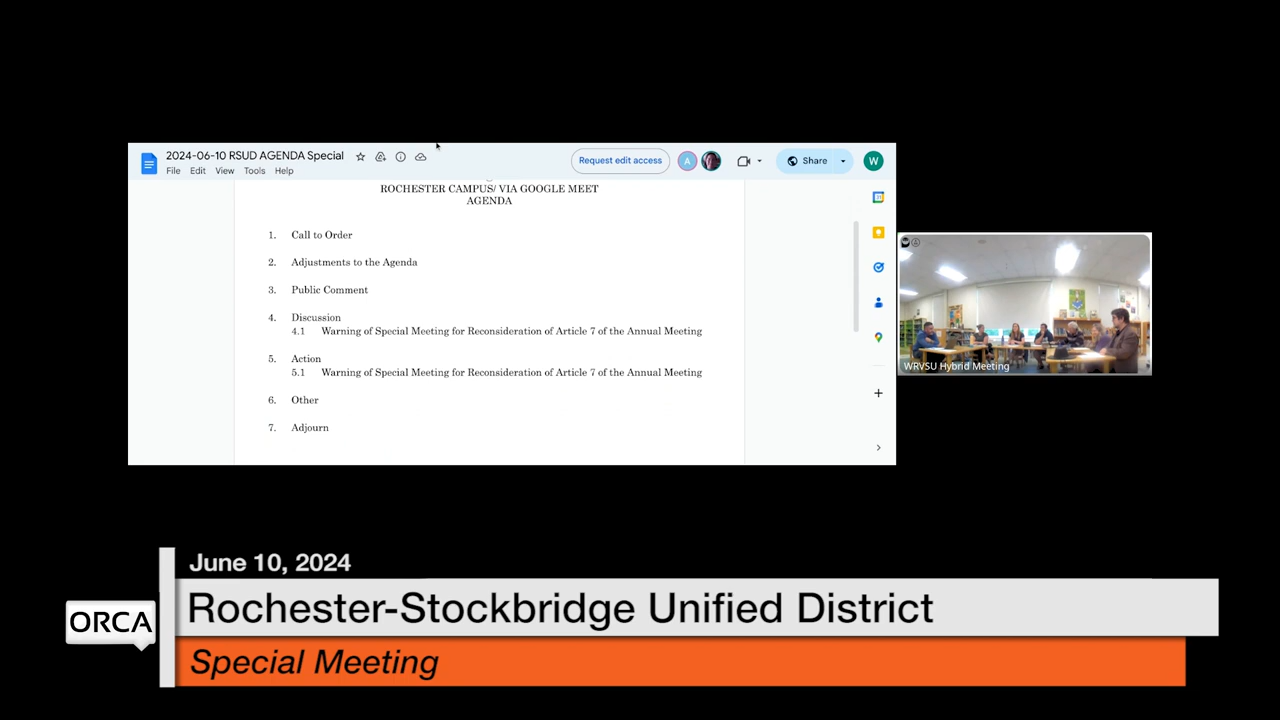 2024-06-10 RSUD AGENDA Special
File Edit View Tools Help
Request edit access
A
Share
W
ROCHESTER CAMPUS/ VIA GOOGLE MEET
AGENDA
1. Call to Order
2. Adjustments to the Agenda
3. Public Comment
4. Discussion
4.1 Warning of Special Meeting for Reconsideration of Article 7 of the Annual Meeting
5. Action
5.1 Warning of Special Meeting for Reconsideration of Article 7 of the Annual Meeting
6. Other
7. Adjourn
WRVSU Hybrid Meeting
June 10, 2024
ORCA
Rochester-Stockbridge Unified District
Special Meeting